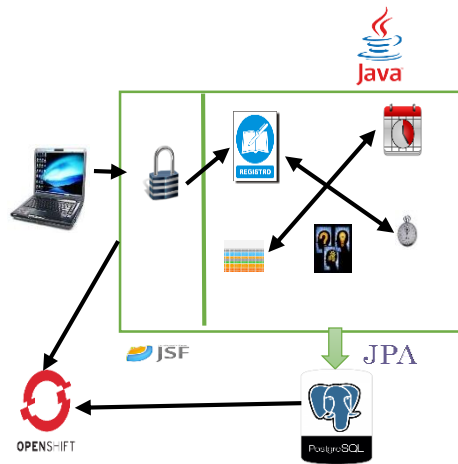 Java
REGISTRO
JSF
JPA
OPENSHIFT
PostgreSQL